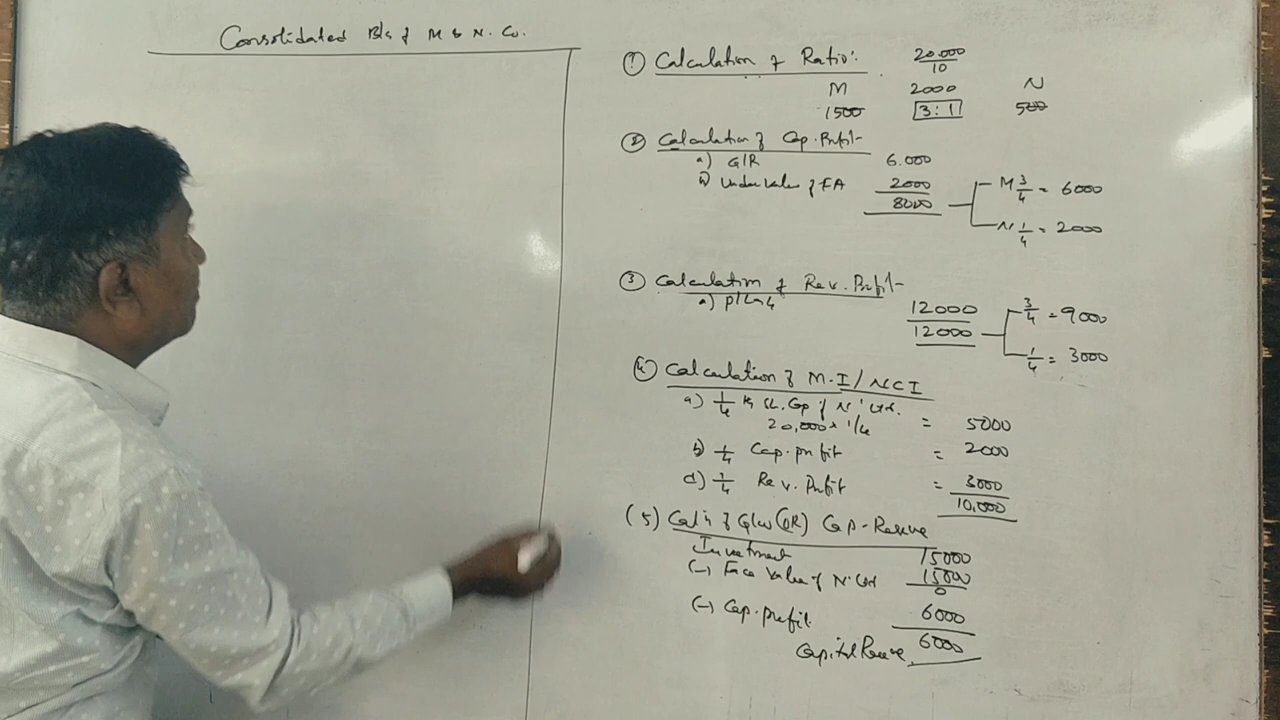 Consolidated B/s of M & N. Co.
① Calculation of Ratio:
20.000
10
M 2000 N
1500 3:1 500
② Calculation of Cap. Profit-
a) G/R 6.000
b) Under value of FA 2000
8000
M 3/4 = 6000
N 1/4 = 2000
③ Calculation of Rev. Profit-
a) P/L
12000
12000
3/4 = 9000
1/4 = 3000
④ Calculation of M.I/NCI
a) 1/4 Sh. Cap of N' Ltd.
20,000 x 1/4 = 5000
b) 1/4 Cap. profit = 2000
d) 1/4 Rev. Profit = 3000
10,000
(5) Cal'n of G/w (OR) Cap-Reserve
Investment 15000
(-) Face Value of N. Ltd 15000
0
(-) Cap. profit 6000
Capital Reserve 6000